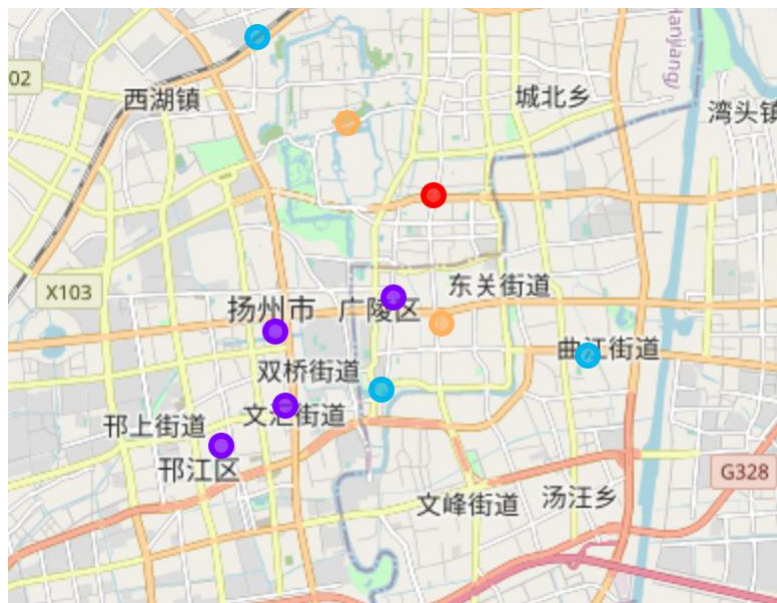 02
西湖镇
城北乡
Hanjiang
湾头镇
X103
东关街道
扬州市
广陵区
曲江街道
双桥街道
邗上街道
文汇街道
邗江区
G328
文峰街道
汤汪乡